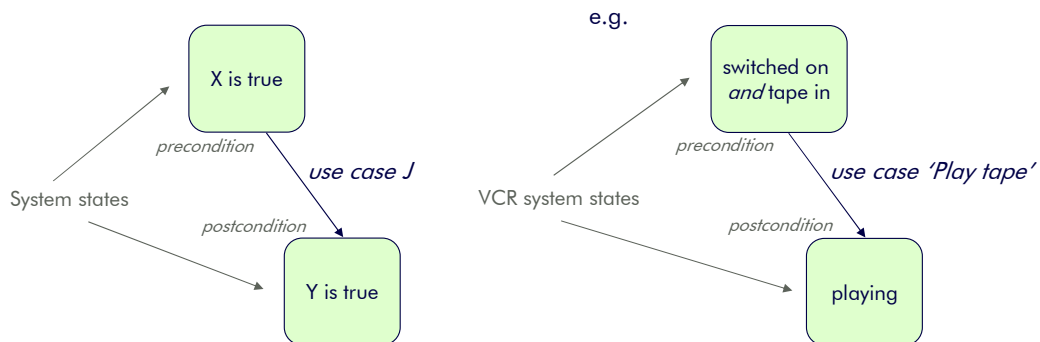 e.g.
X is true
precondition
use case J
System states
postcondition
Y is true
switched on
and tape in
precondition
use case ‘Play tape’
VCR system states
postcondition
playing